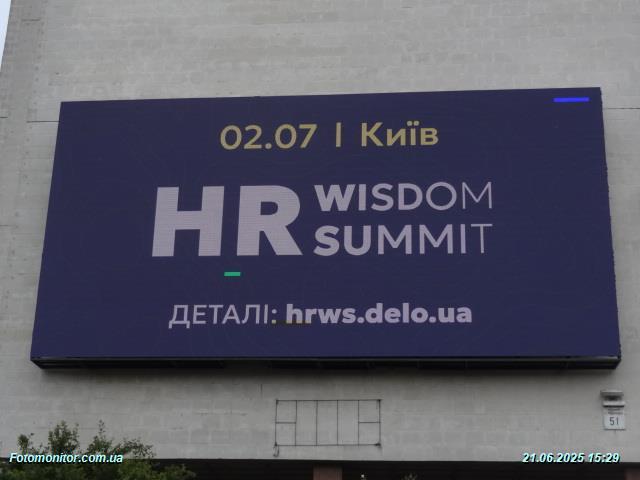 02.07 | Київ
HR WISDOM
SUMMIT
ДЕТАЛІ: hrws.delo.ua
51
Fotomonitor.com.ua
21.06.2025 15:29